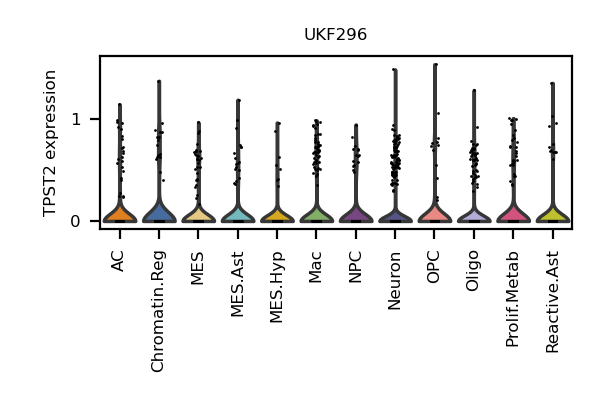 UKF296
TPST2 expression
1
0
AC
Chromatin.Reg
MES
MES.Ast
MES.Hyp
Mac
NPC
Neuron
OPC
Oligo
Prolif.Metab
Reactive.Ast